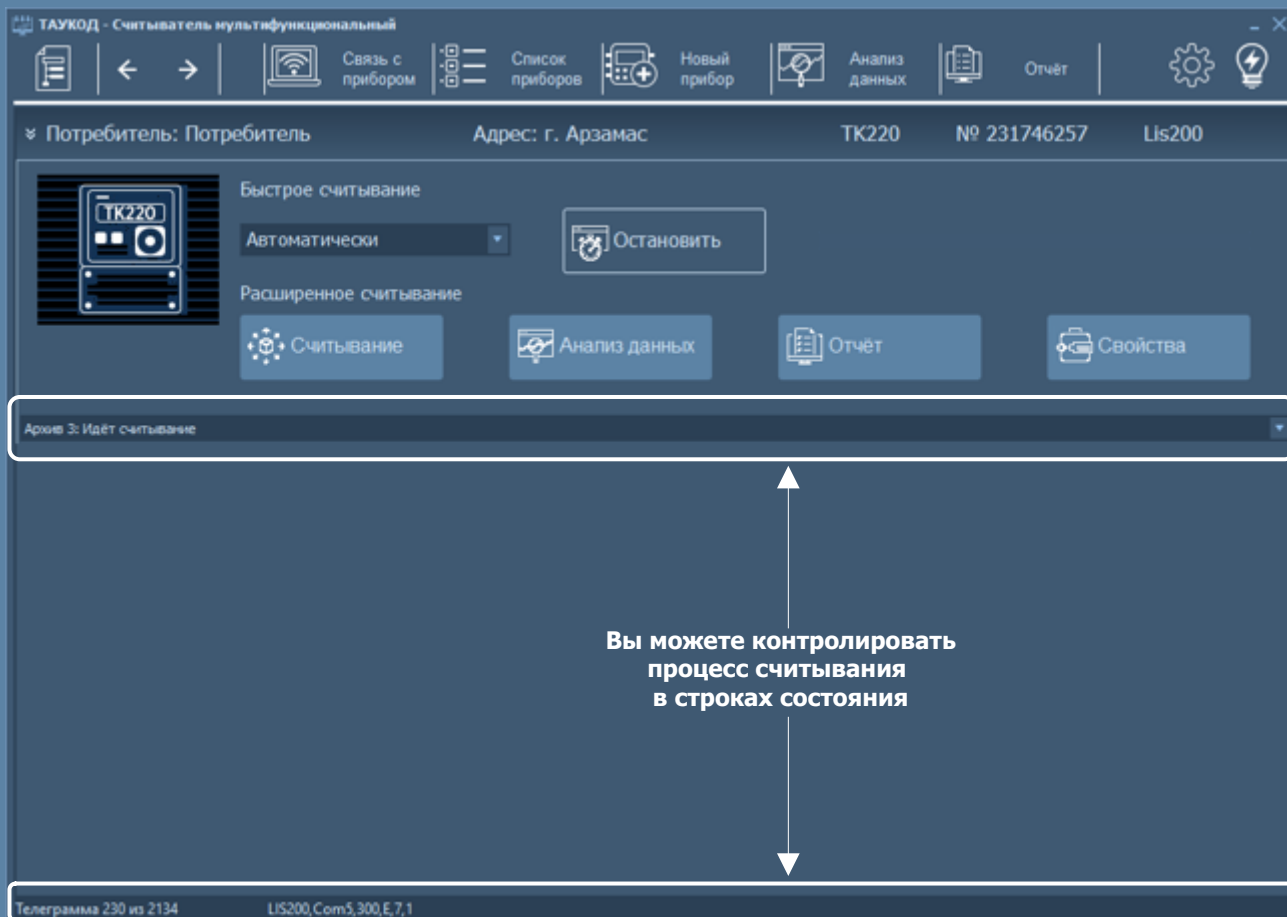 ТАУКОД - Считыватель мультифункциональный
Связь с
прибором
Список
приборов
Новый
прибор
Анализ
данных
Отчёт
Потребитель: Потребитель Адрес: г. Арзамас ТК220 № 231746257 Lis200
ТК220
Быстрое считывание
Автоматически
Остановить
Расширенное считывание
Считывание
Анализ данных
Отчёт
Свойства
Архив 3: Идёт считывание
Вы можете контролировать
процесс считывания
в строках состояния
Телеграмма 230 из 2134 LIS200,Com5,300,E,7,1